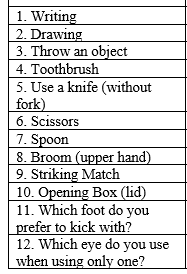 1. Writing
2. Drawing
3. Throw an object
4. Toothbrush
5. Use a knife (without
fork)
6. Scissors
7. Spoon
8. Broom (upper hand)
9. Striking Match
10. Opening Box (lid)
11. Which foot do you
prefer to kick with?
12. Which eye do you use
when using only one?